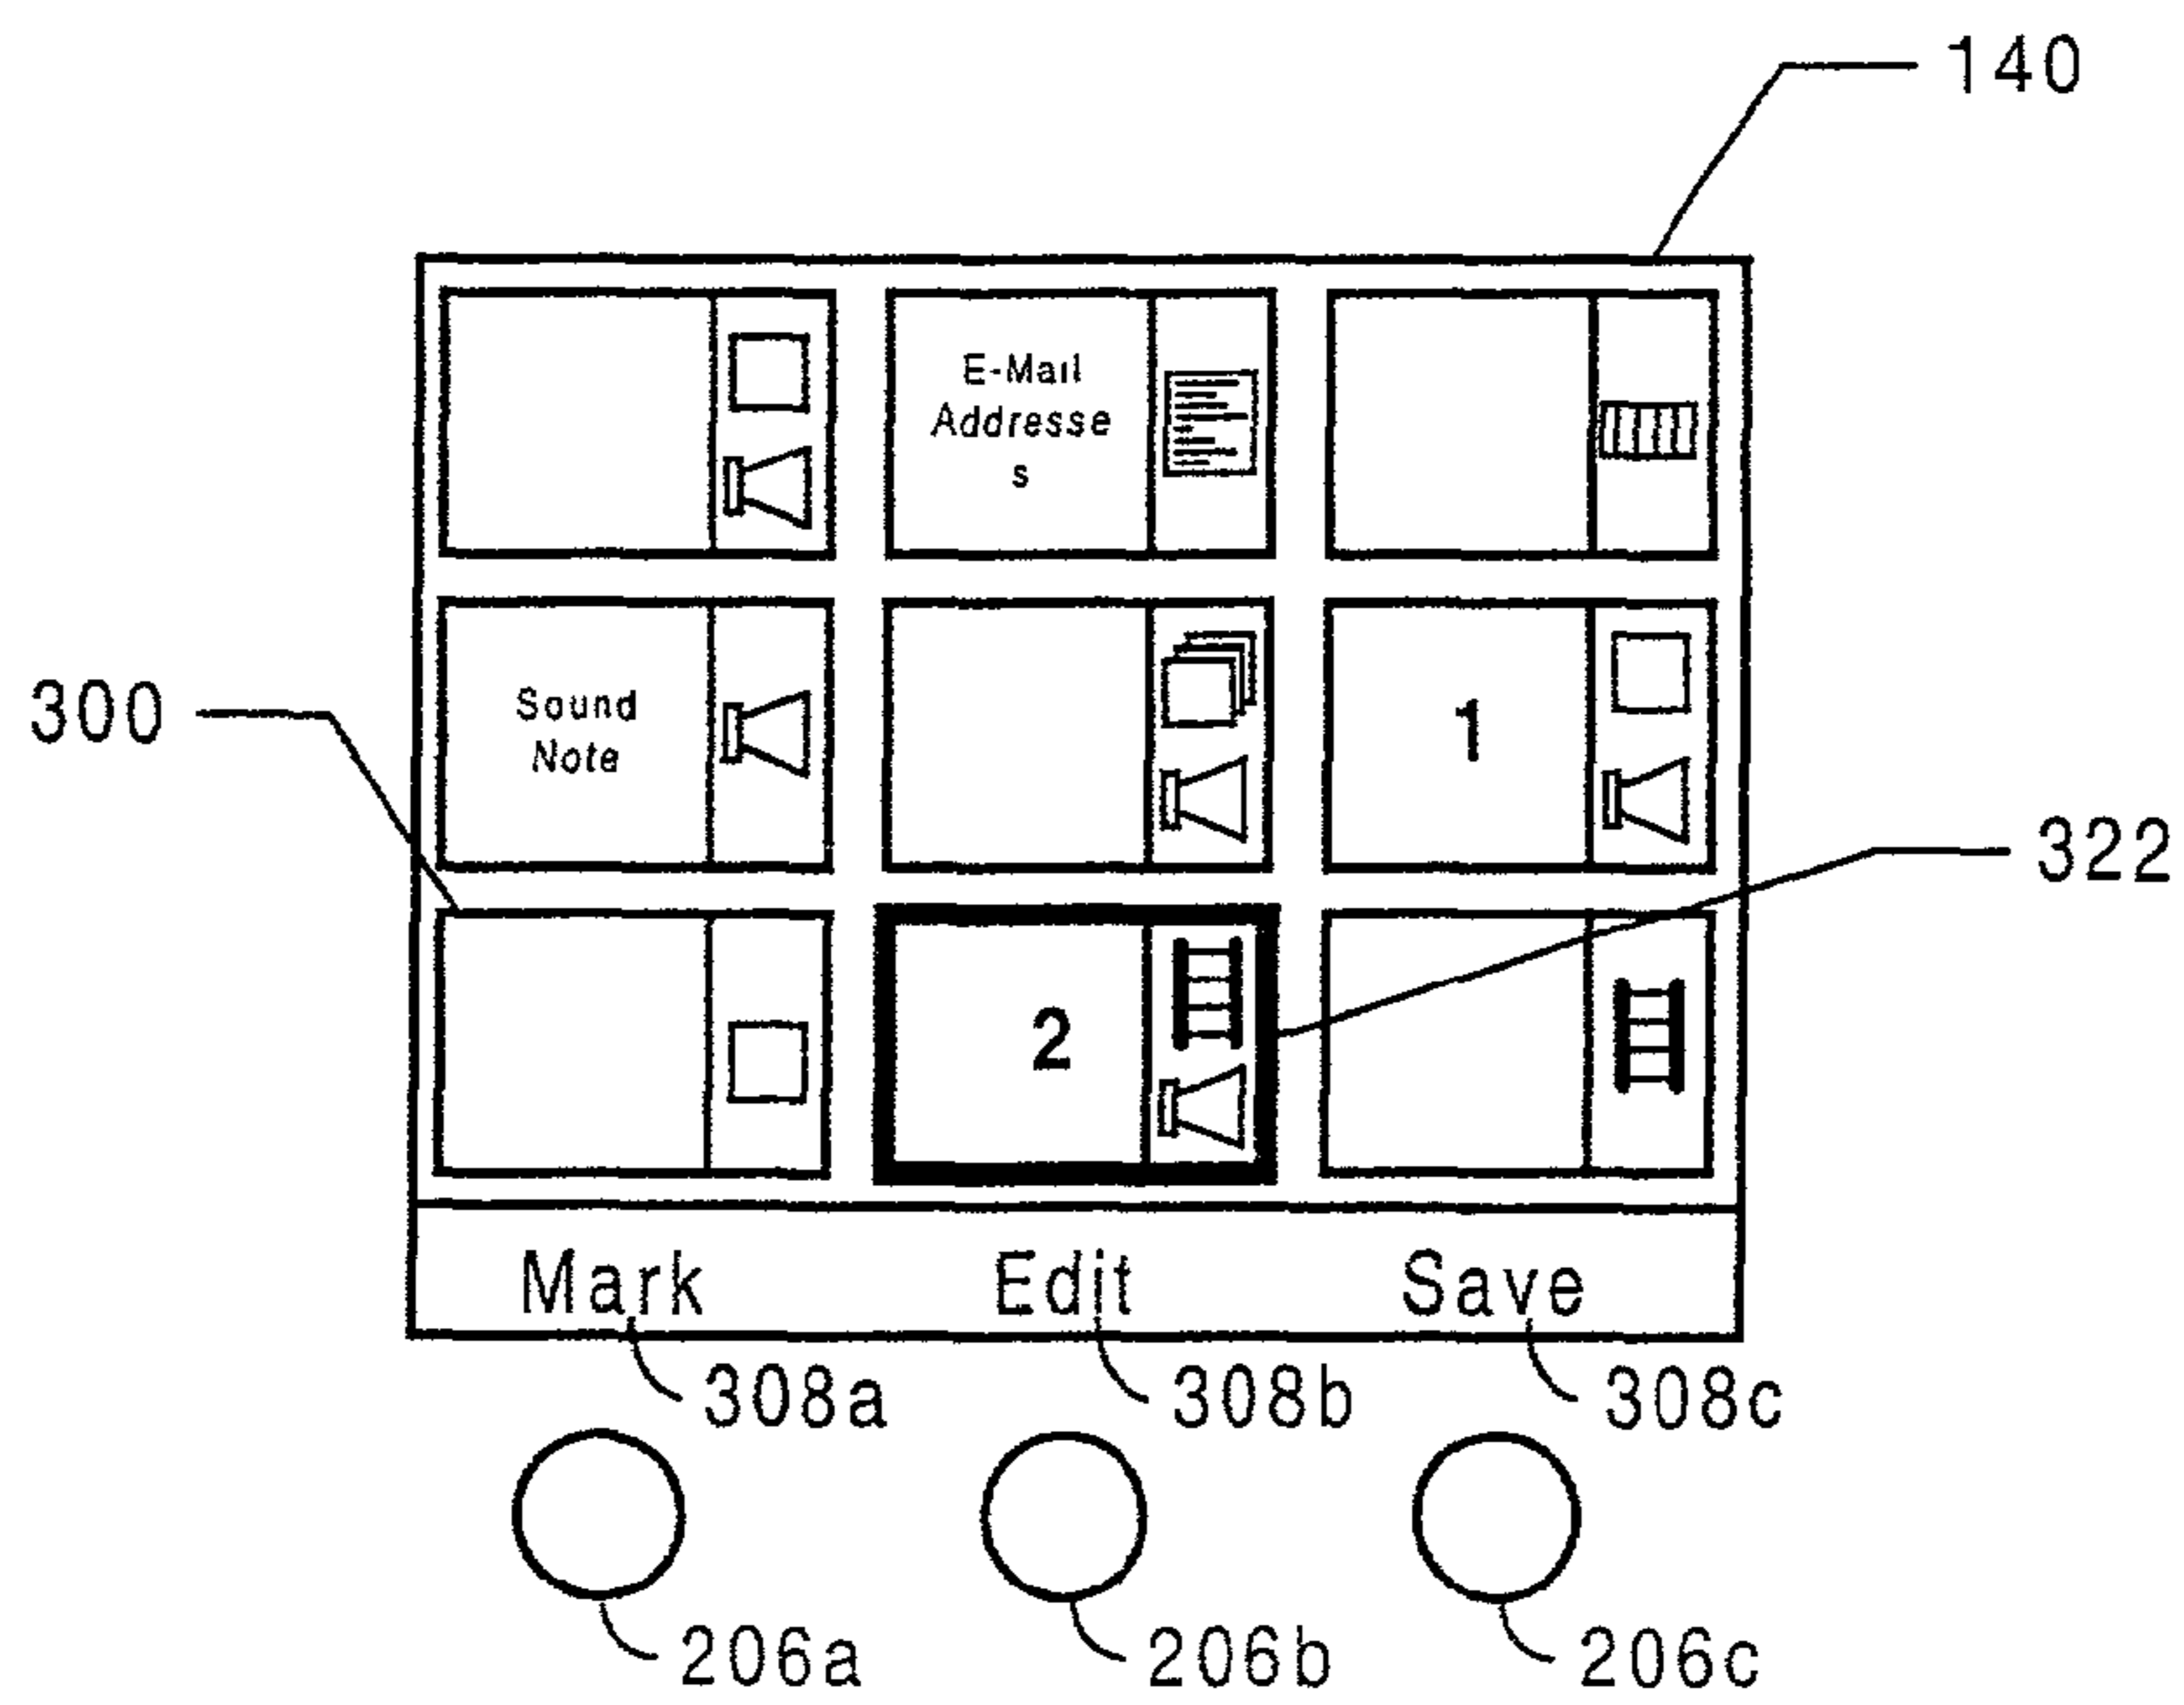 140
E-Mail
Addresse
s
Sound
Note
1
300
322
2
Mark Edit Save
308a 308b 308c
206a 206b 206c